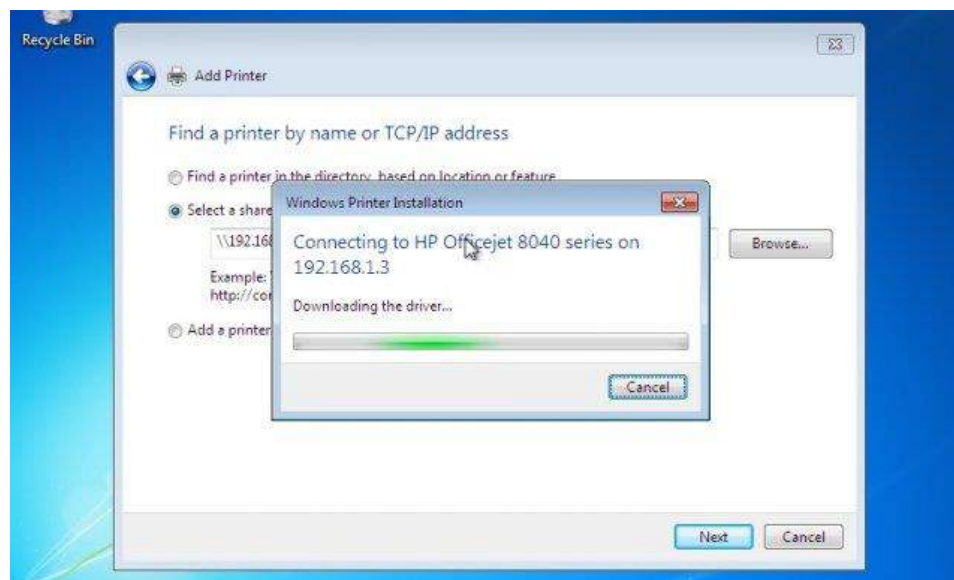 Recycle Bin
Add Printer
Find a printer by name or TCP/IP address
Find a printer in the directory, based on location or feature
Select a share
\\192.168
Browse...
Example:
http://co
Add a printer
Windows Printer Installation
Connecting to HP Officejet 8040 series on
192.168.1.3
Downloading the driver...
Cancel
Next
Cancel